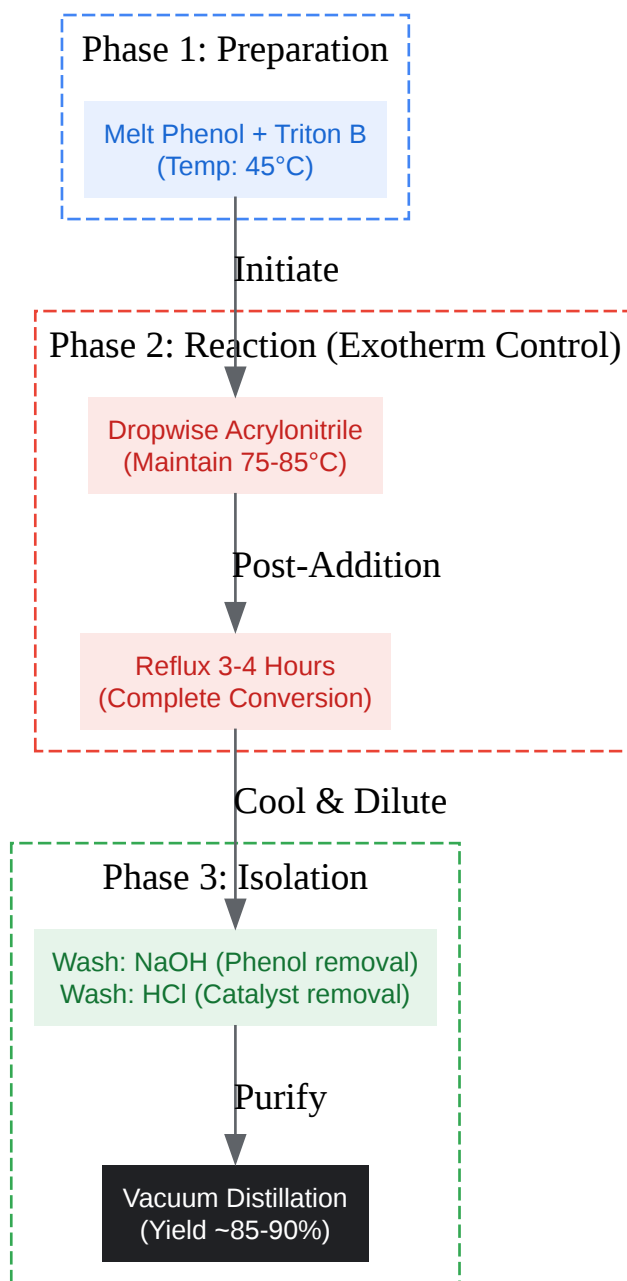 Phase 1: Preparation
Melt Phenol + Triton B
(Temp: 45°C)
Initiate
Phase 2: Reaction (Exotherm Control)
Dropwise Acrylonitrile
(Maintain 75-85°C)
Post-Addition
Reflux 3-4 Hours
(Complete Conversion)
Cool & Dilute
Phase 3: Isolation
Wash: NaOH (Phenol removal)
Wash: HCl (Catalyst removal)
Purify
Vacuum Distillation
(Yield ~85-90%)